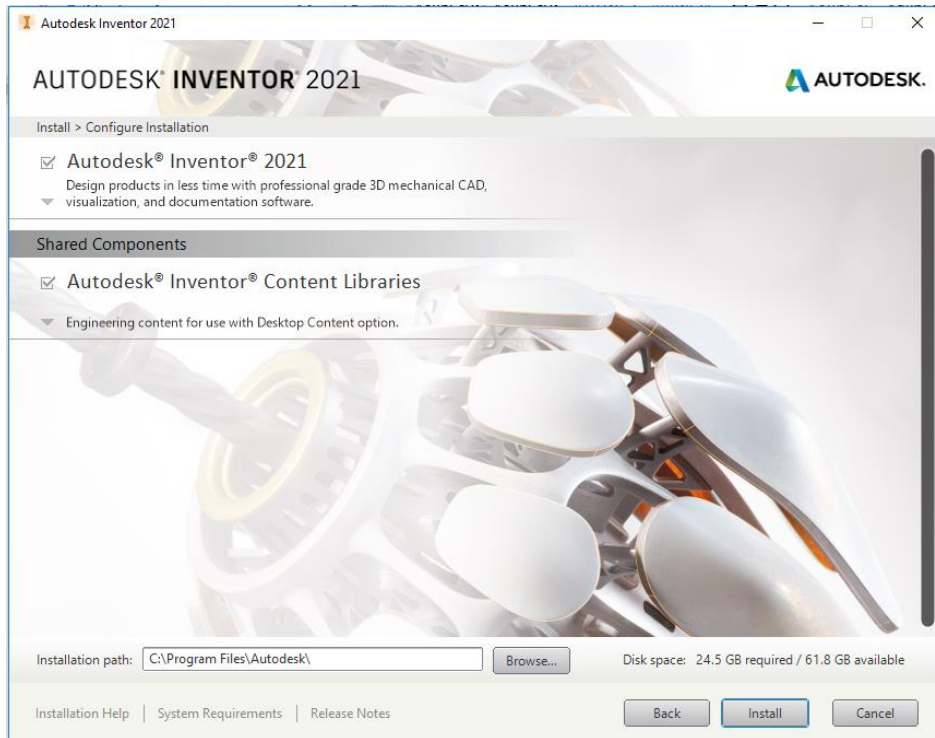 Autodesk Inventor 2021
AUTODESK® INVENTOR® 2021
AUTODESK.
Install > Configure Installation
Autodesk® Inventor® 2021
Design products in less time with professional grade 3D mechanical CAD,
visualization, and documentation software.
Shared Components
Autodesk® Inventor® Content Libraries
Engineering content for use with Desktop Content option.
Installation path: C:\Program Files\Autodesk\ Browse... Disk space: 24.5 GB required / 61.8 GB available
Installation Help | System Requirements | Release Notes Back Install Cancel